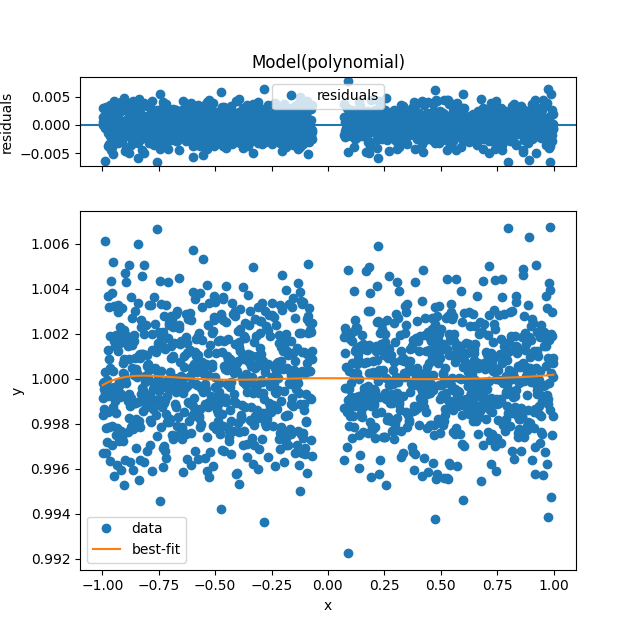 Model(polynomial)
residuals
0.005
0.000
−0.005
residuals
1.006
1.004
1.002
1.000
0.998
0.996
0.994
0.992
y
data
best-fit
−1.00 −0.75 −0.50 −0.25 0.00 0.25 0.50 0.75 1.00
x